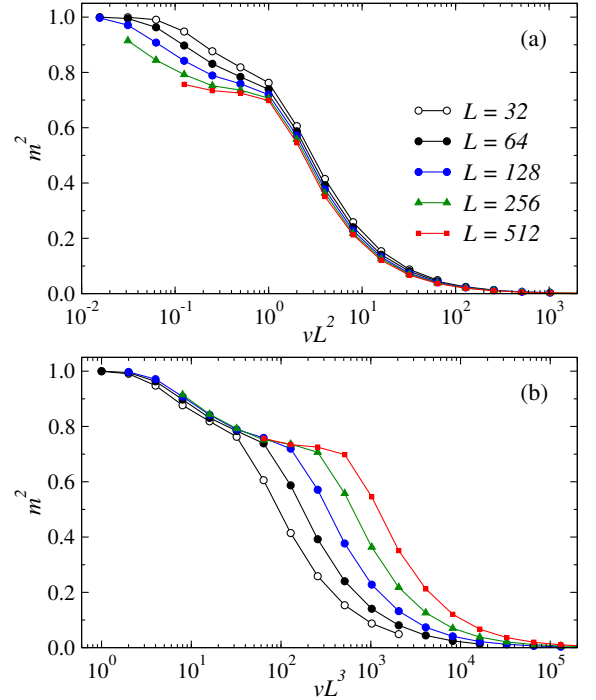 1.0
(a)
0.8
L = 32
0.6
L = 64
m²
L = 128
0.4
L = 256
0.2
L = 512
0.0
10⁻² 10⁻¹ 10⁰ 10¹ 10² 10³
vL²
1.0
(b)
0.8
0.6
m²
0.4
0.2
0.0
10⁰ 10¹ 10² 10³ 10⁴ 10⁵
vL³